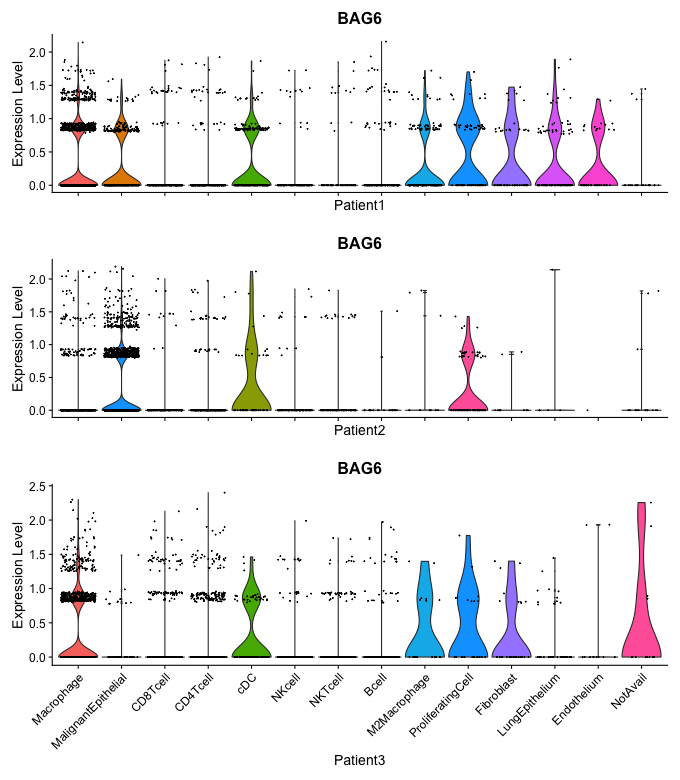 BAG6
Expression Level
2.0
1.5
1.0
0.5
0.0
Patient1
BAG6
Expression Level
2.0
1.5
1.0
0.5
0.0
Patient2
BAG6
Expression Level
2.5
2.0
1.5
1.0
0.5
0.0
Macrophage
MalignantEpithelial
CD8Tcell
CD4Tcell
cDC
NKcell
NKTcell
Bcell
M2Macrophage
ProliferatingCell
Fibroblast
LungEpithelium
Endothelium
NotAvail
Patient3